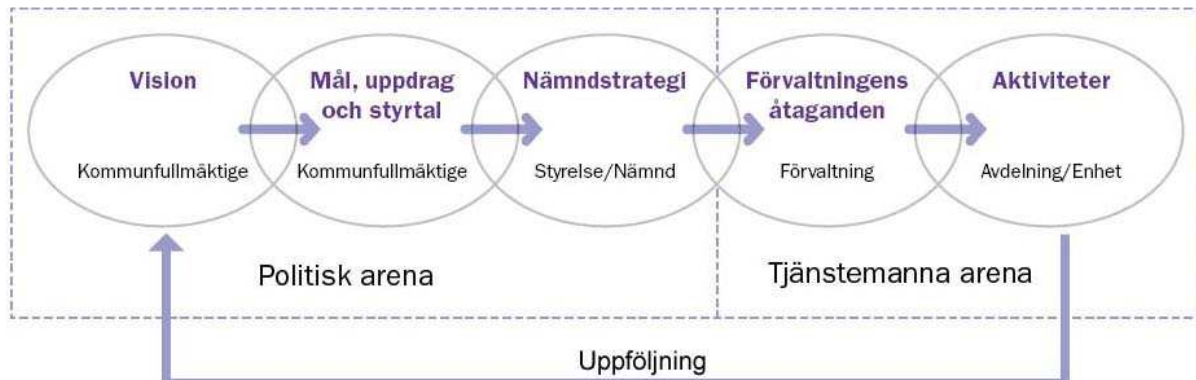 Vision
Kommunfullmäktige
Mål, uppdrag
och styrtal
Kommunfullmäktige
Nämndstrategi
Styrelse/Nämnd
Förvaltningens
åtaganden
Förvaltning
Aktiviteter
Avdelning/Enhet
Politisk arena
Tjänstemanna arena
Uppföljning